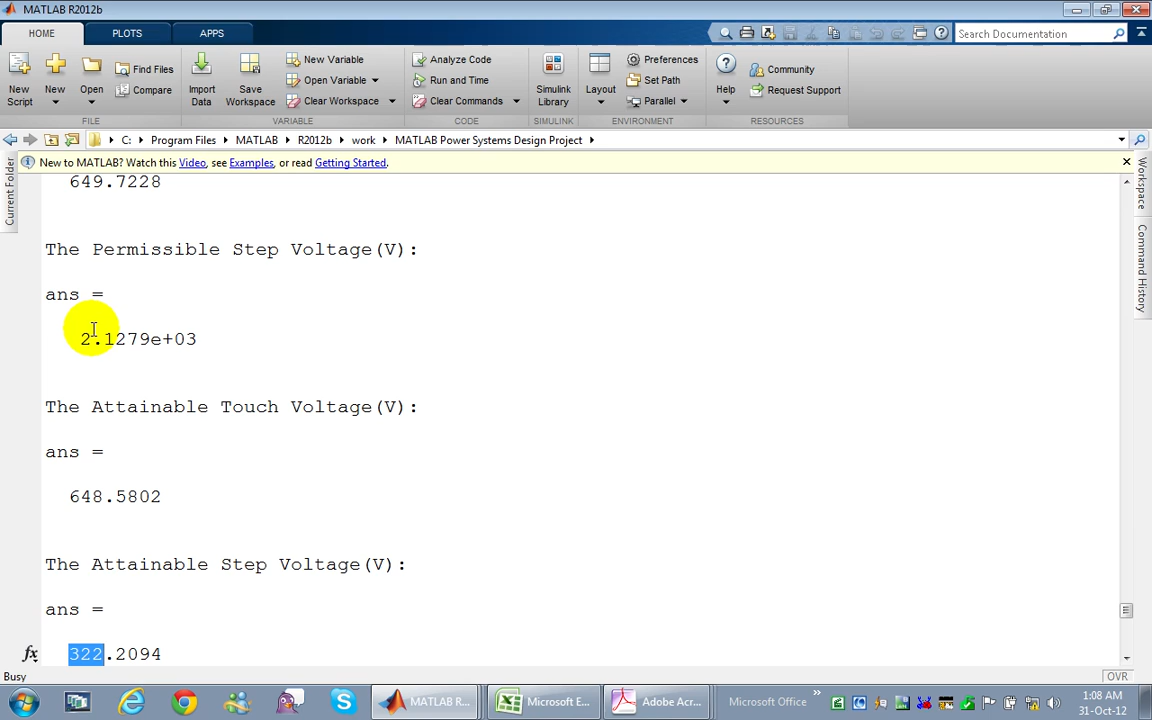 MATLAB R2012b
HOME
PLOTS
APPS
Search Documentation
New Script
New
Open
Find Files
Compare
Import Data
Save Workspace
New Variable
Open Variable
Clear Workspace
Analyze Code
Run and Time
Clear Commands
Simulink Library
Layout
Preferences
Set Path
Parallel
Help
Community
Request Support
FILE
VARIABLE
CODE
SIMULINK
ENVIRONMENT
RESOURCES
C: Program Files MATLAB R2012b work MATLAB Power Systems Design Project
New to MATLAB? Watch this Video, see Examples, or read Getting Started.
Current Folder
Workspace
Command History
649.7228
The Permissible Step Voltage(V):
ans =
2.1279e+03
The Attainable Touch Voltage(V):
ans =
648.5802
The Attainable Step Voltage(V):
ans =
fx 322.2094
Busy
OVR
MATLAB R...
Microsoft E...
Adobe Acr...
Microsoft Office
»
1:08 AM
31-Oct-12